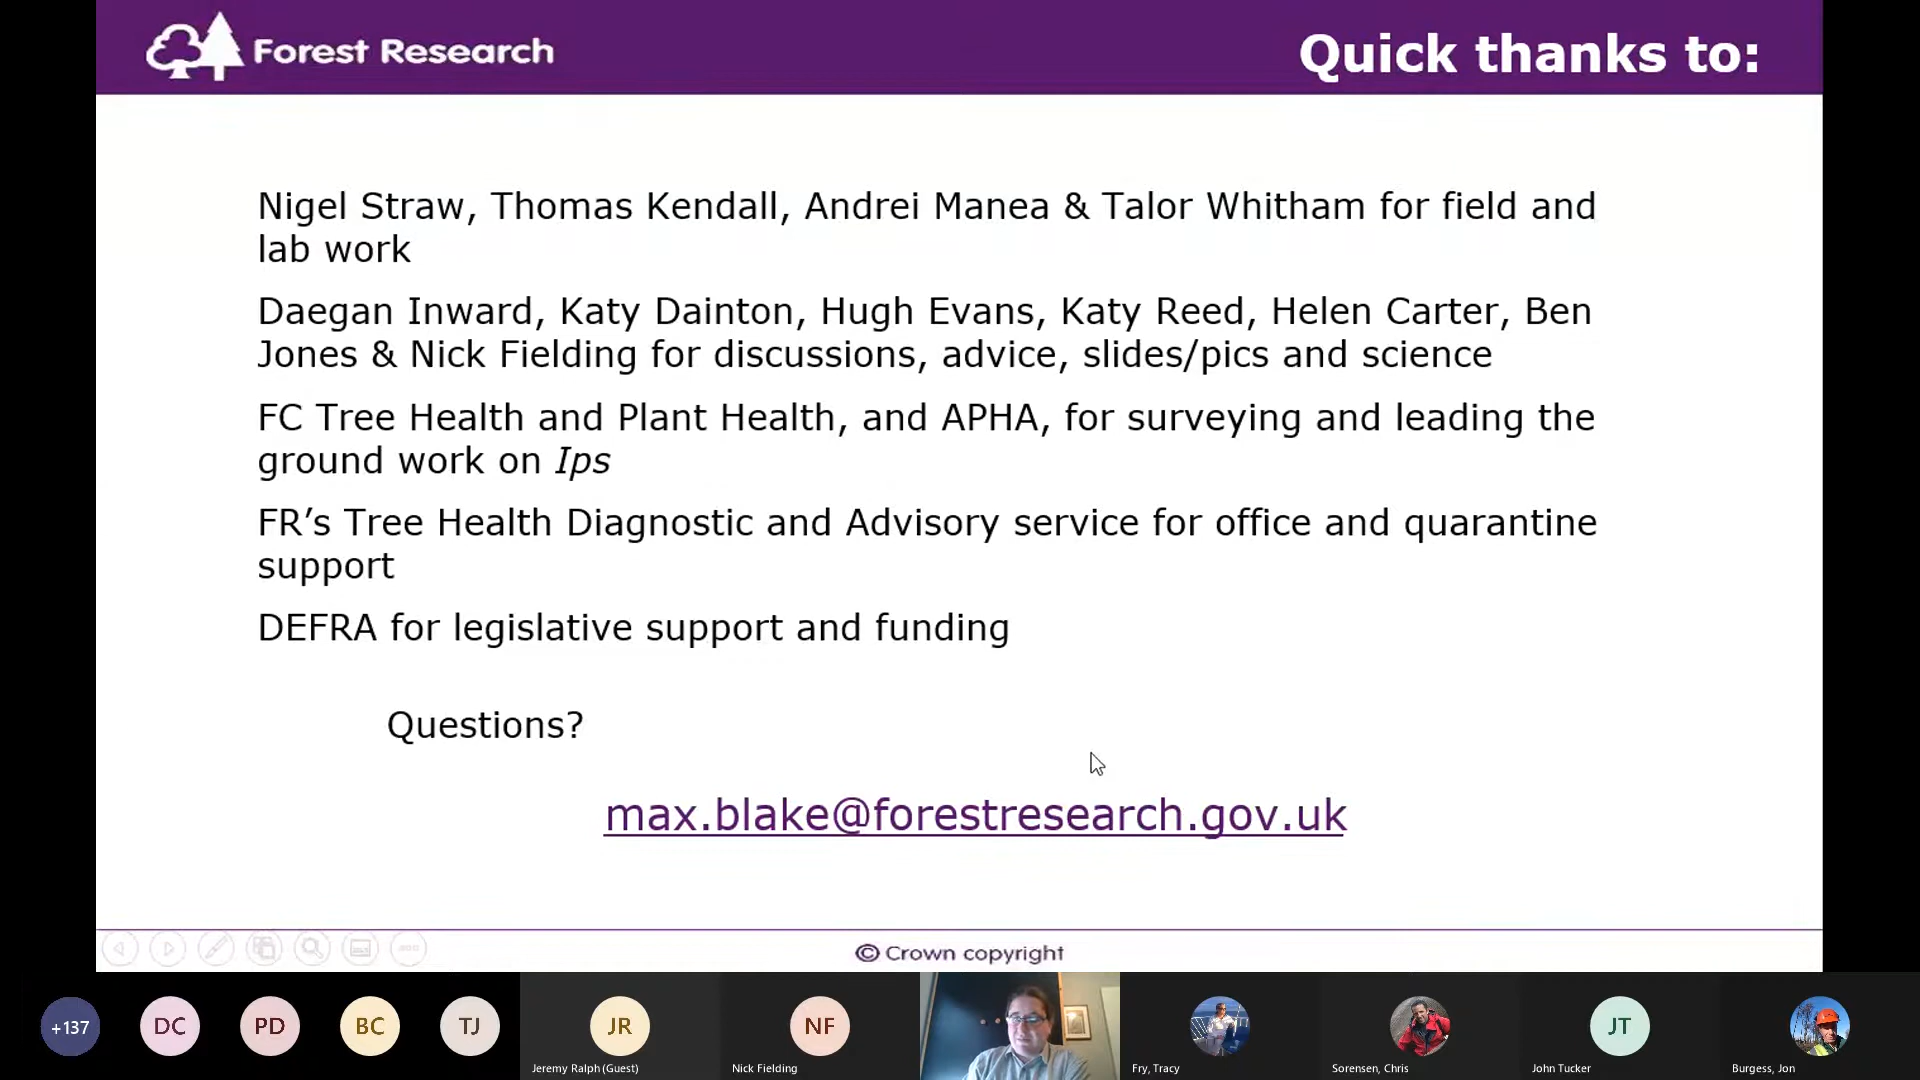 Forest Research
Quick thanks to:
Nigel Straw, Thomas Kendall, Andrei Manea & Talor Whitham for field and
lab work
Daegan Inward, Katy Dainton, Hugh Evans, Katy Reed, Helen Carter, Ben
Jones & Nick Fielding for discussions, advice, slides/pics and science
FC Tree Health and Plant Health, and APHA, for surveying and leading the
ground work on Ips
FR’s Tree Health Diagnostic and Advisory service for office and quarantine
support
DEFRA for legislative support and funding
Questions?
max.blake@forestresearch.gov.uk
© Crown copyright
+137
DC
PD
BC
TJ
JR
NF
JT
Jeremy Ralph (Guest)
Nick Fielding
Fry, Tracy
Sorensen, Chris
John Tucker
Burgess, Jon